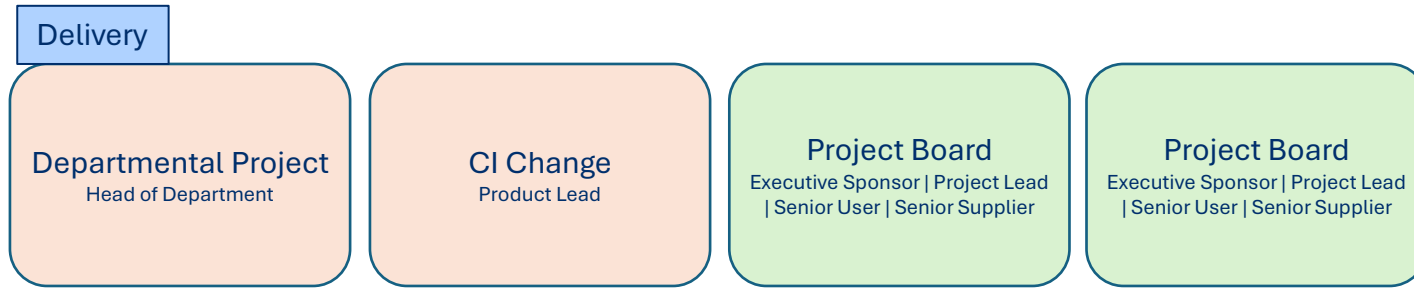 Delivery
Departmental Project
Head of Department
CI Change
Product Lead
Project Board
Executive Sponsor | Project Lead
| Senior User | Senior Supplier
Project Board
Executive Sponsor | Project Lead
| Senior User | Senior Supplier